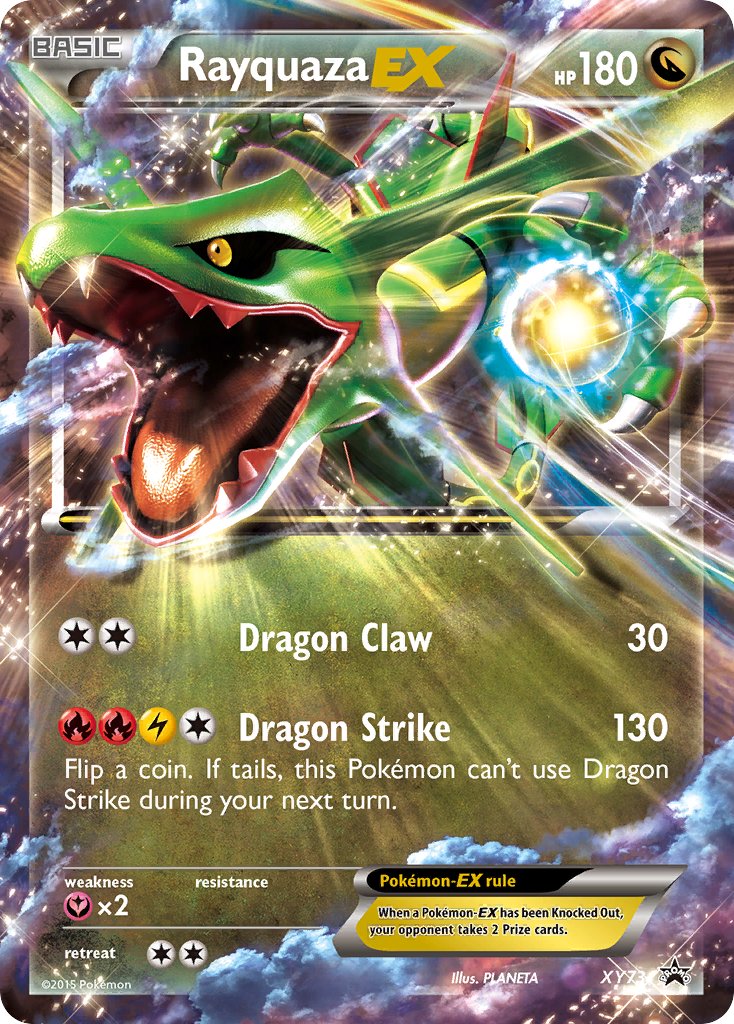 BASIC
Rayquaza EX
HP 180
Dragon Claw 30
Dragon Strike 130
Flip a coin. If tails, this Pokémon can't use Dragon
Strike during your next turn.
weakness resistance
×2
Pokémon-EX rule
When a Pokémon-EX has been Knocked Out,
your opponent takes 2 Prize cards.
retreat
©2015 Pokémon
Illus. PLANETA
XY73
PROMO